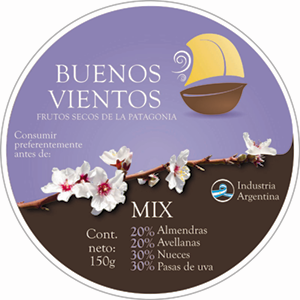 BUENOS
VIENTOS
FRUTOS SECOS DE LA PATAGONIA
Consumir
preferentemente
antes de:
Industria
Argentina
MIX
Cont.
neto:
150g
20% Almendras
20% Avellanas
30% Nueces
30% Pasas de uva